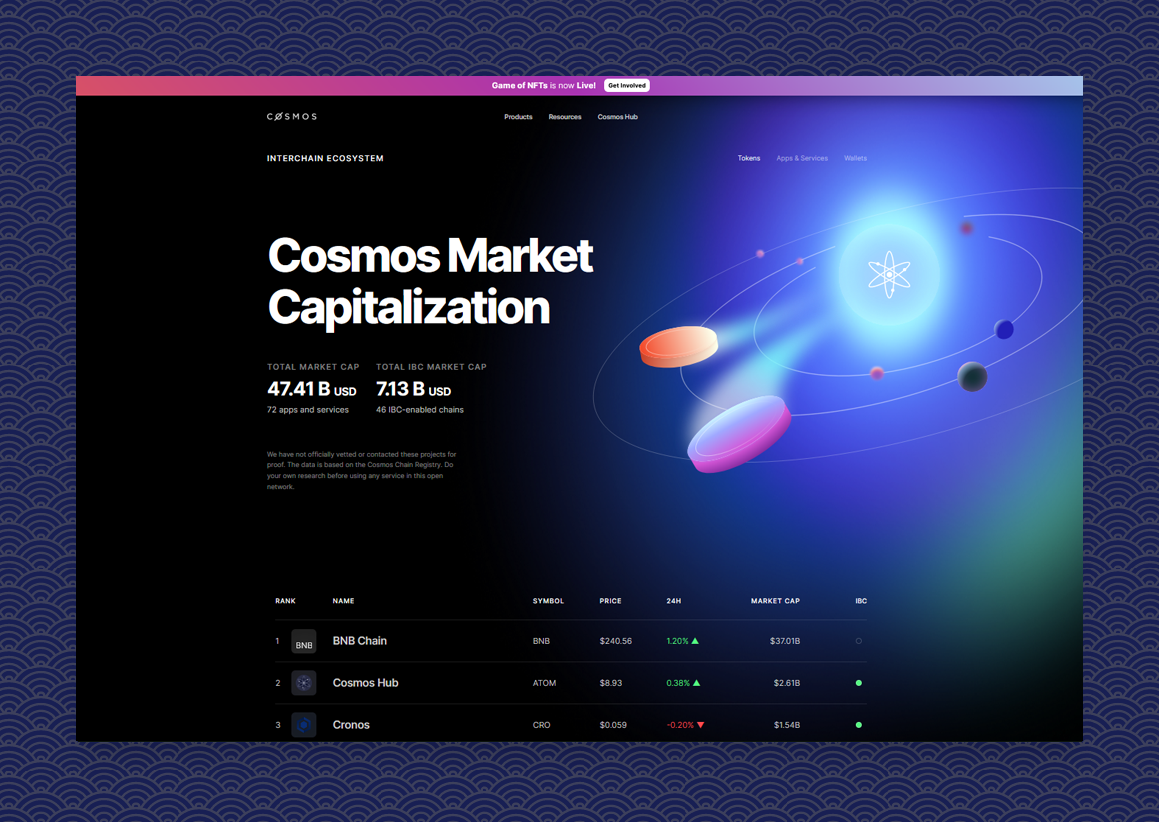 Game of NFTs is now Live! Get Involved
CØSMOS Products Resources Cosmos Hub
INTERCHAIN ECOSYSTEM Tokens Apps & Services Wallets
Cosmos Market
Capitalization
TOTAL MARKET CAP TOTAL IBC MARKET CAP
47.41 B USD 7.13 B USD
72 apps and services 46 IBC-enabled chains
We have not officially vetted or contacted these projects for
proof. The data is based on the Cosmos Chain Registry. Do
your own research before using any service in this open
network.
RANK NAME SYMBOL PRICE 24H MARKET CAP IBC
1 BNB BNB Chain BNB $240.56 1.20% ▲ $37.01B
2 Cosmos Hub ATOM $8.93 0.38% ▲ $2.61B
3 Cronos CRO $0.059 -0.20% ▼ $1.54B